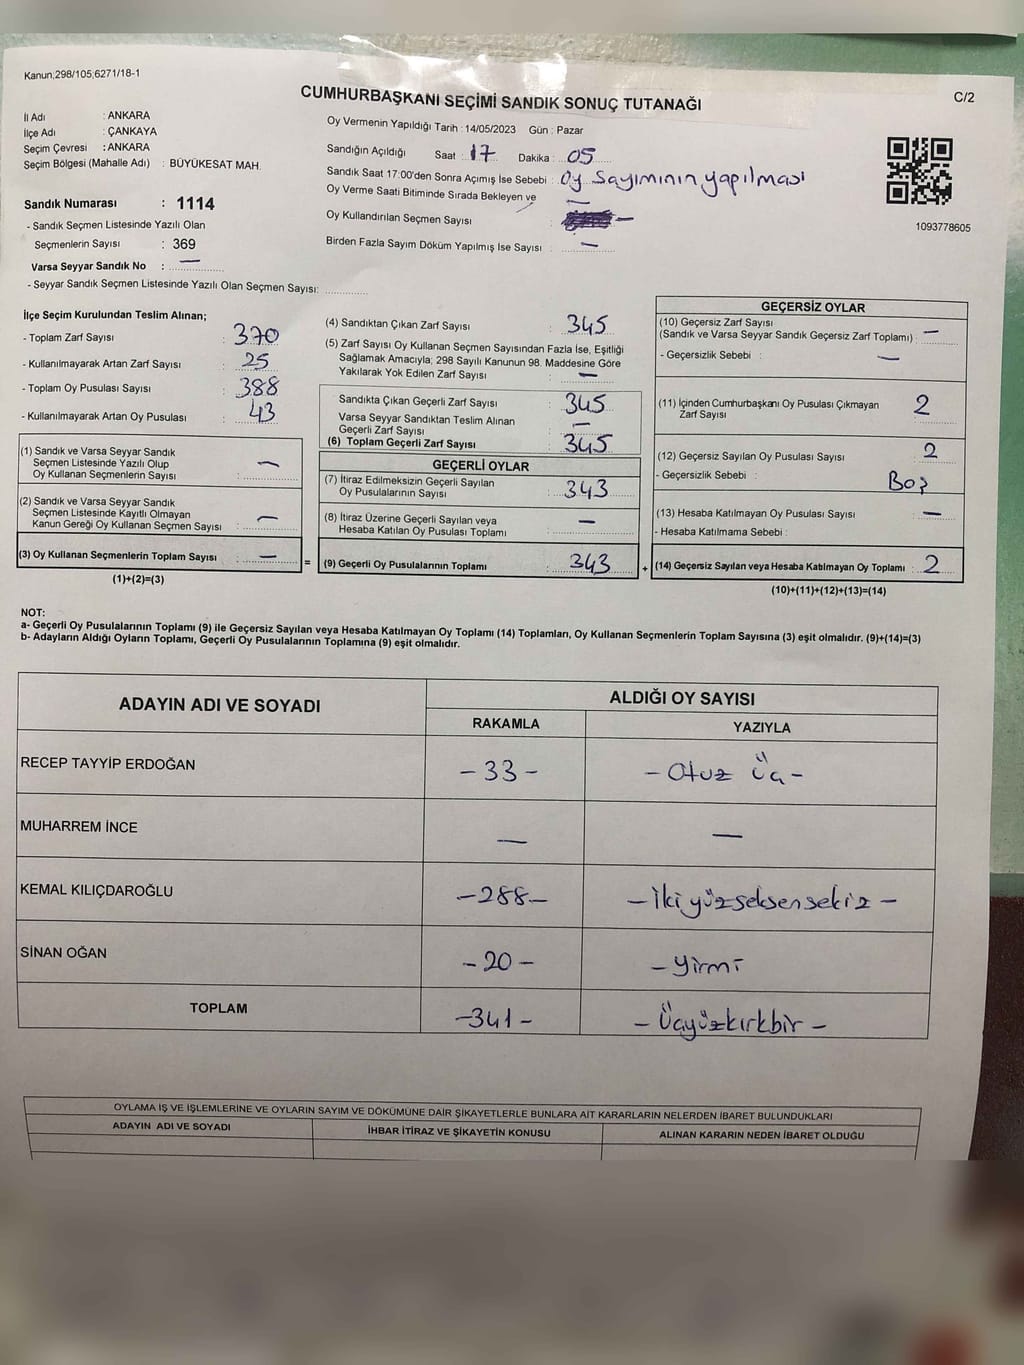 Kanun;298/105;6271/18-1
C/2
CUMHURBAŞKANI SEÇİMİ SANDIK SONUÇ TUTANAĞI
İl Adı : ANKARA
İlçe Adı : ÇANKAYA
Seçim Çevresi : ANKARA
Seçim Bölgesi (Mahalle Adı) : BÜYÜKESAT MAH.
Sandık Numarası : 1114
- Sandık Seçmen Listesinde Yazılı Olan
Seçmenlerin Sayısı : 369
Varsa Seyyar Sandık No : —
- Seyyar Sandık Seçmen Listesinde Yazılı Olan Seçmen Sayısı:
Oy Vermenin Yapıldığı Tarih : 14/05/2023 Gün : Pazar
Sandığın Açıldığı Saat : 17 Dakika : 05
Sandık Saat 17:00'den Sonra Açımış İse Sebebi : Oy Sayımının yapılması
Oy Verme Saati Bitiminde Sırada Bekleyen ve —
Oy Kullandırılan Seçmen Sayısı : —
Birden Fazla Sayım Döküm Yapılmış İse Sayısı : —
1093778605
İlçe Seçim Kurulundan Teslim Alınan;
- Toplam Zarf Sayısı : 370
- Kullanılmayarak Artan Zarf Sayısı : 25
- Toplam Oy Pusulası Sayısı : 388
- Kullanılmayarak Artan Oy Pusulası : 43
(1) Sandık ve Varsa Seyyar Sandık
Seçmen Listesinde Yazılı Olup
Oy Kullanan Seçmenlerin Sayısı : —
(2) Sandık ve Varsa Seyyar Sandık
Seçmen Listesinde Kayıtlı Olmayan
Kanun Gereği Oy Kullanan Seçmen Sayısı : —
(3) Oy Kullanan Seçmenlerin Toplam Sayısı : —
(1)+(2)=(3)
=
(4) Sandıktan Çıkan Zarf Sayısı : 345
(5) Zarf Sayısı Oy Kullanan Seçmen Sayısından Fazla İse, Eşitliği
Sağlamak Amacıyla; 298 Sayılı Kanunun 98. Maddesine Göre
Yakılarak Yok Edilen Zarf Sayısı : —
Sandıkta Çıkan Geçerli Zarf Sayısı : 345
Varsa Seyyar Sandıktan Teslim Alınan
Geçerli Zarf Sayısı : —
(6) Toplam Geçerli Zarf Sayısı : 345
GEÇERLİ OYLAR
(7) İtiraz Edilmeksizin Geçerli Sayılan
Oy Pusulalarının Sayısı : 343
(8) İtiraz Üzerine Geçerli Sayılan veya
Hesaba Katılan Oy Pusulası Toplamı : —
(9) Geçerli Oy Pusulalarının Toplamı : 343
+
GEÇERSİZ OYLAR
(10) Geçersiz Zarf Sayısı
(Sandık ve Varsa Seyyar Sandık Geçersiz Zarf Toplamı) : —
- Geçersizlik Sebebi : —
(11) İçinden Cumhurbaşkanı Oy Pusulası Çıkmayan
Zarf Sayısı : 2
(12) Geçersiz Sayılan Oy Pusulası Sayısı : 2
- Geçersizlik Sebebi : Boş
(13) Hesaba Katılmayan Oy Pusulası Sayısı : —
- Hesaba Katılmama Sebebi :
(14) Geçersiz Sayılan veya Hesaba Katılmayan Oy Toplamı : 2
(10)+(11)+(12)+(13)=(14)
NOT:
a- Geçerli Oy Pusulalarının Toplamı (9) ile Geçersiz Sayılan veya Hesaba Katılmayan Oy Toplamı (14) Toplamları, Oy Kullanan Seçmenlerin Toplam Sayısına (3) eşit olmalıdır. (9)+(14)=(3)
b- Adayların Aldığı Oyların Toplamı, Geçerli Oy Pusulalarının Toplamına (9) eşit olmalıdır.
ADAYIN ADI VE SOYADI
ALDIĞI OY SAYISI
RAKAMLA YAZIYLA
RECEP TAYYİP ERDOĞAN -33- -Otuz Üç-
MUHARREM İNCE — —
KEMAL KILIÇDAROĞLU -288- -İkiyüzseksensekiz-
SİNAN OĞAN -20- -Yirmi
TOPLAM -341- -Üçyüzkırkbir-
OYLAMA İŞ VE İŞLEMLERİNE VE OYLARIN SAYIM VE DÖKÜMÜNE DAİR ŞİKAYETLERLE BUNLARA AİT KARARLARIN NELERDEN İBARET BULUNDUKLARI
ADAYIN ADI VE SOYADI İHBAR İTİRAZ VE ŞİKAYETİN KONUSU ALINAN KARARIN NEDEN İBARET OLDUĞU